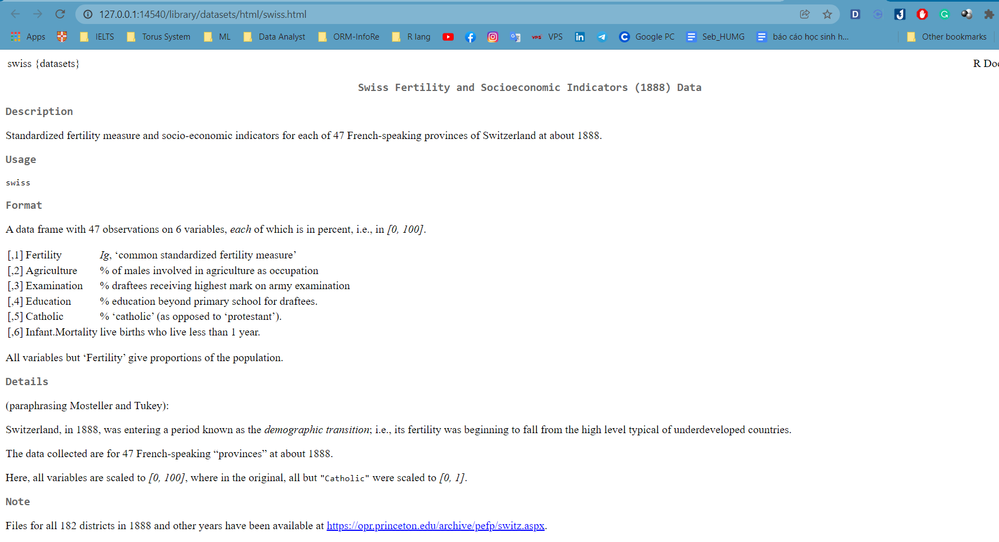 127.0.0.1:14540/library/datasets/html/swiss.html
Apps IELTS Torus System ML Data Analyst ORM-InfoRe R lang VPS VPS Google PC Seb_HUMG báo cáo học sinh h... Other bookmarks
swiss {datasets} R Doc
Swiss Fertility and Socioeconomic Indicators (1888) Data
Description
Standardized fertility measure and socio-economic indicators for each of 47 French-speaking provinces of Switzerland at about 1888.
Usage
swiss
Format
A data frame with 47 observations on 6 variables, each of which is in percent, i.e., in [0, 100].
[,1] Fertility Ig, ‘common standardized fertility measure’
[,2] Agriculture % of males involved in agriculture as occupation
[,3] Examination % draftees receiving highest mark on army examination
[,4] Education % education beyond primary school for draftees.
[,5] Catholic % ‘catholic’ (as opposed to ‘protestant’).
[,6] Infant.Mortality live births who live less than 1 year.
All variables but ‘Fertility’ give proportions of the population.
Details
(paraphrasing Mosteller and Tukey):
Switzerland, in 1888, was entering a period known as the demographic transition; i.e., its fertility was beginning to fall from the high level typical of underdeveloped countries.
The data collected are for 47 French-speaking “provinces” at about 1888.
Here, all variables are scaled to [0, 100], where in the original, all but "Catholic" were scaled to [0, 1].
Note
Files for all 182 districts in 1888 and other years have been available at https://opr.princeton.edu/archive/pefp/switz.aspx.